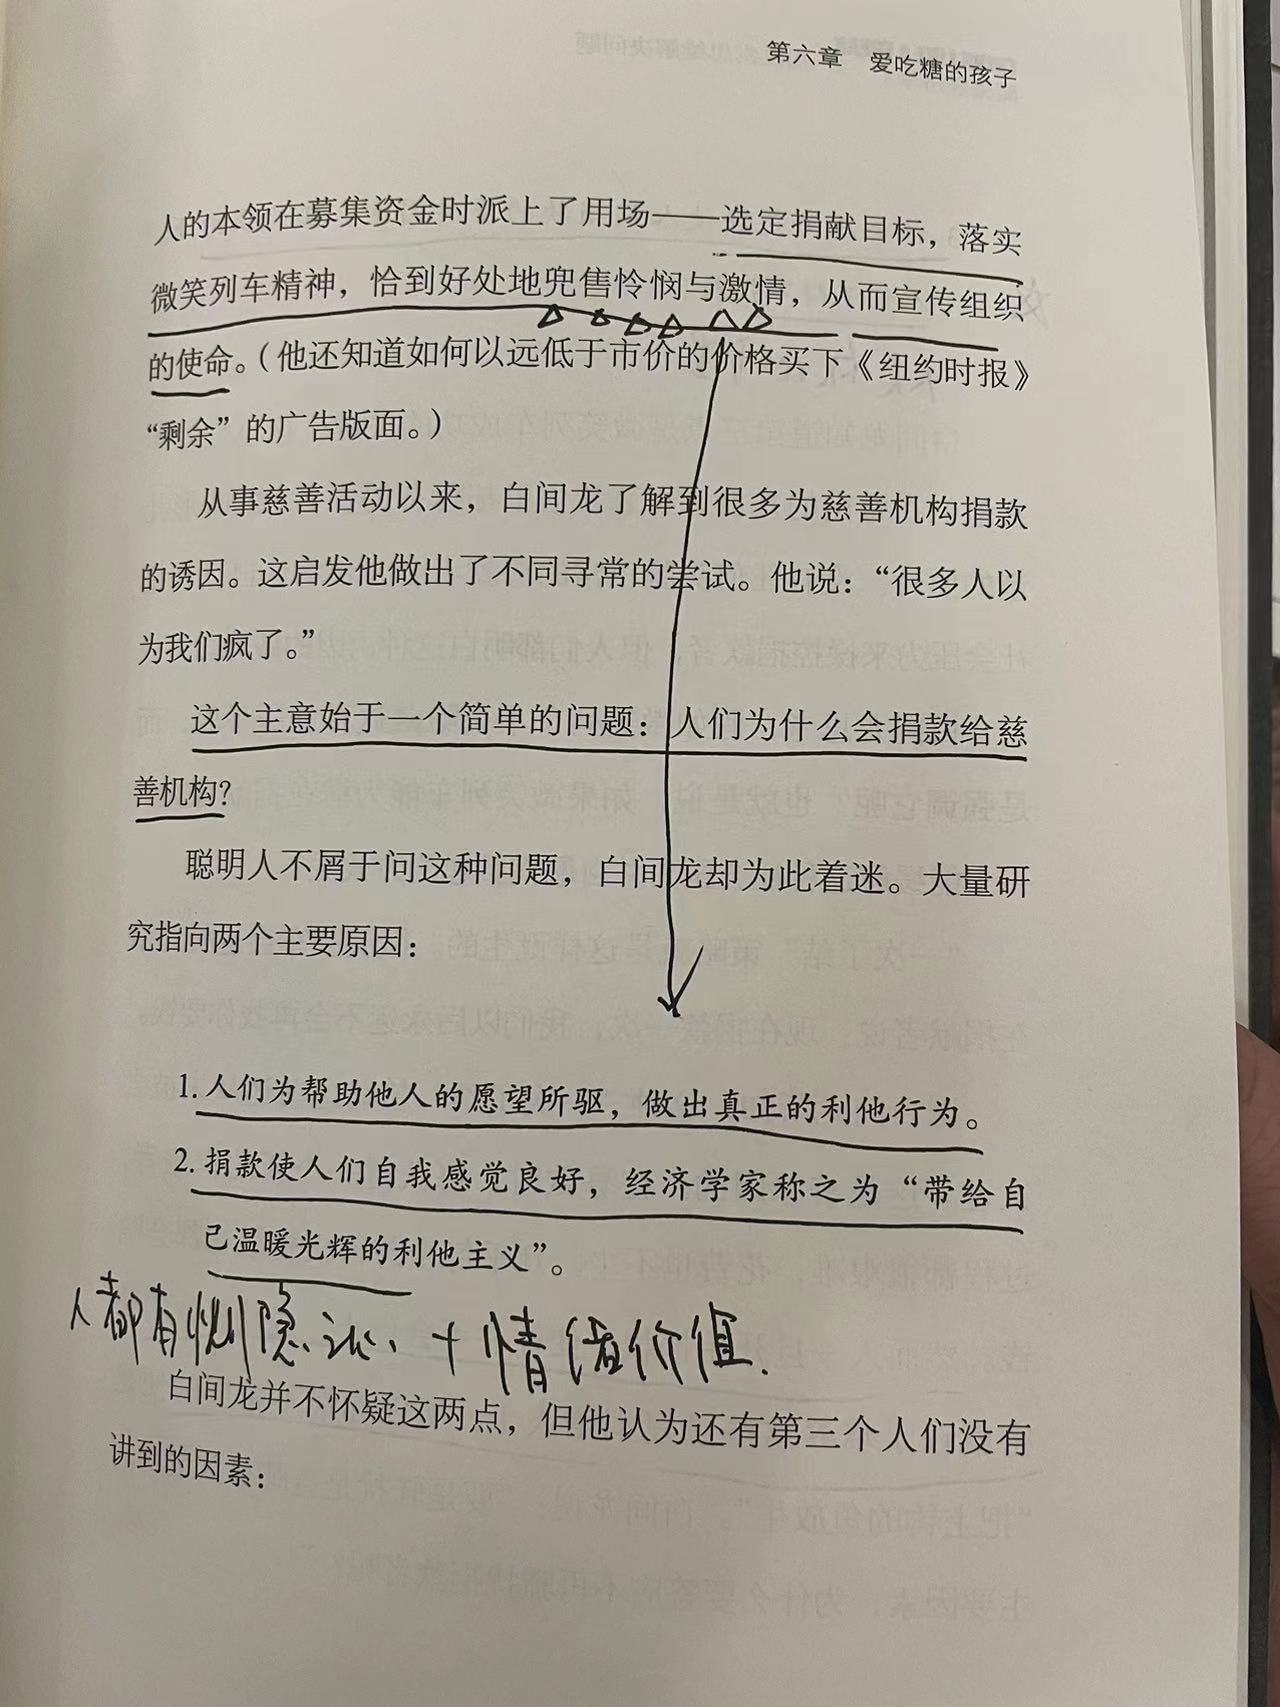 第六章　爱吃糖的孩子
人的本领在募集资金时派上了用场——选定捐献目标，落实
微笑列车精神，恰到好处地兜售怜悯与激情，从而宣传组织
的使命。（他还知道如何以远低于市价的价格买下《纽约时报》
“剩余”的广告版面。）
从事慈善活动以来，白间龙了解到很多为慈善机构捐款
的诱因。这启发他做出了不同寻常的尝试。他说：“很多人以
为我们疯了。”
这个主意始于一个简单的问题：人们为什么会捐款给慈
善机构？
聪明人不屑于问这种问题，白间龙却为此着迷。大量研
究指向两个主要原因：
1. 人们为帮助他人的愿望所驱，做出真正的利他行为。
2. 捐款使人们自我感觉良好，经济学家称之为“带给自
己温暖光辉的利他主义”。
人都有恻隐之心 + 情绪价值.
白间龙并不怀疑这两点，但他认为还有第三个人们没有
讲到的因素：